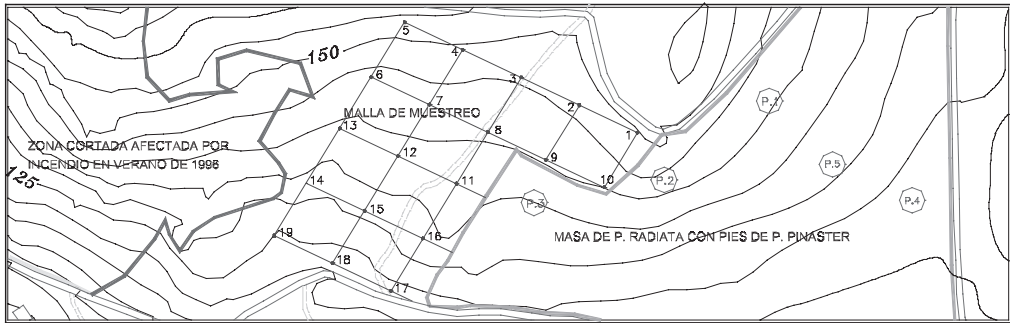 150
5
4
3
2
1
6
7
8
9
10
MALLA DE MUESTREO
13
12
11
14
15
16
19
18
17
ZONA CORTADA AFECTADA POR
INCENDIO EN VERANO DE 1996
125
P.1
P.2
P.3
P.4
P.5
MASA DE P. RADIATA CON PIES DE P. PINASTER